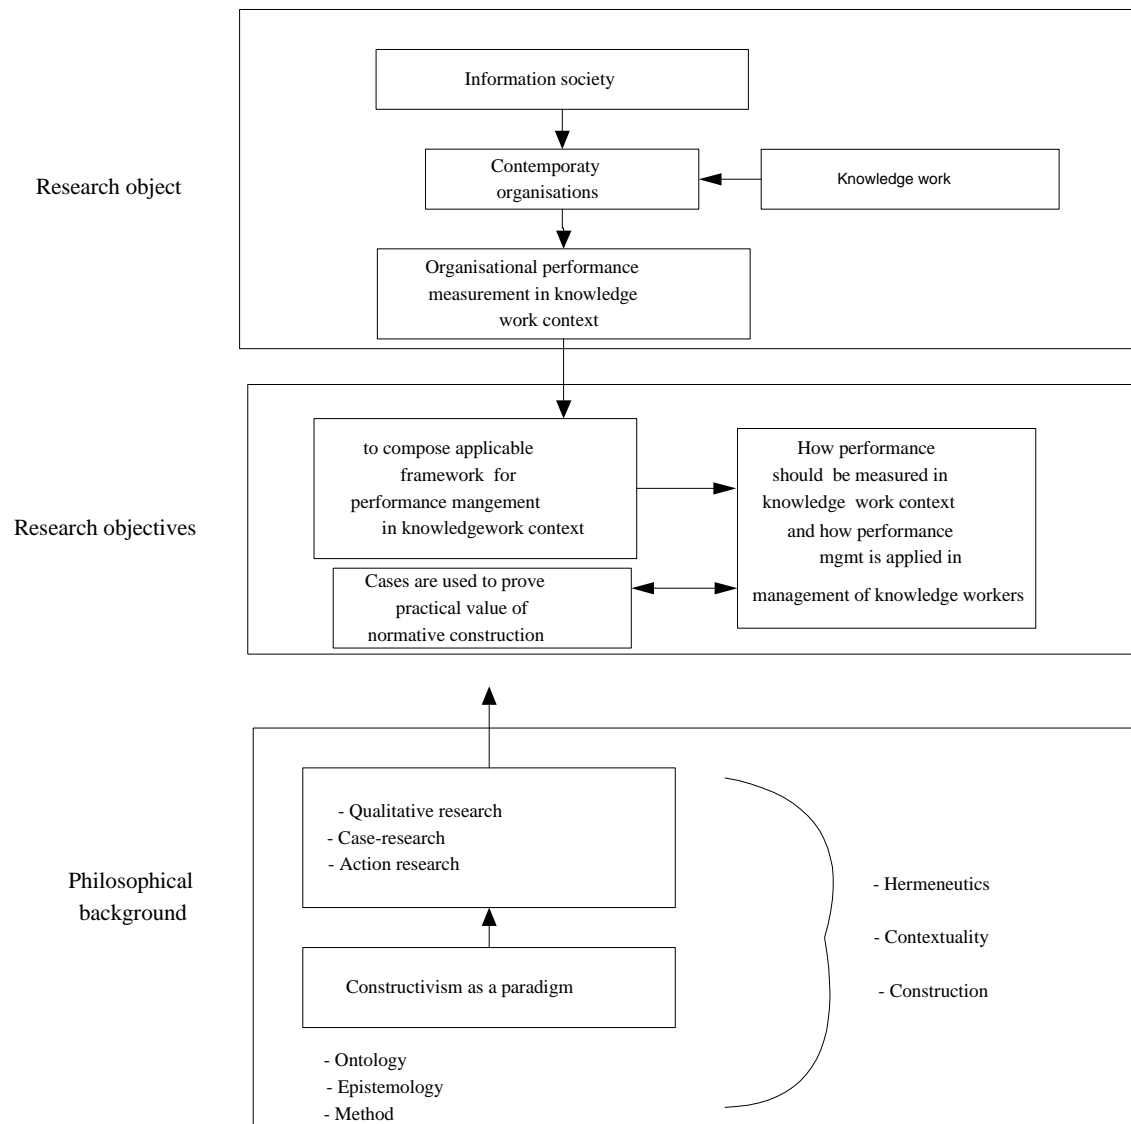 Information society
Research object
Contemporaty
organisations
Knowledge work
Organisational performance
measurement in knowledge
work context
Research objectives
to compose applicable
framework for
performance mangement
in knowledgework context
How performance
should be measured in
knowledge work context
and how performance
mgmt is applied in
management of knowledge workers
Cases are used to prove
practical value of
normative construction
Philosophical
background
- Qualitative research
- Case-research
- Action research
Constructivism as a paradigm
- Ontology
- Epistemology
- Method
- Hermeneutics
- Contextuality
- Construction